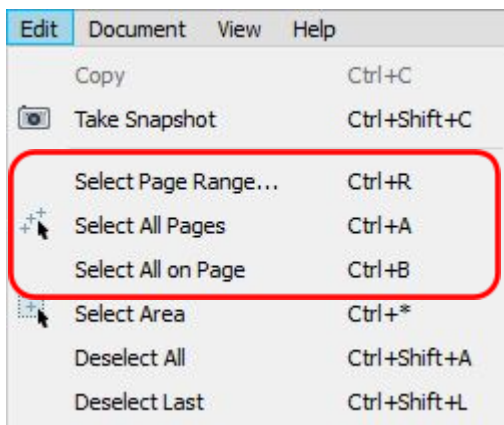 Edit Document View Help
Copy Ctrl+C
Take Snapshot Ctrl+Shift+C
Select Page Range... Ctrl+R
Select All Pages Ctrl+A
Select All on Page Ctrl+B
Select Area Ctrl+*
Deselect All Ctrl+Shift+A
Deselect Last Ctrl+Shift+L